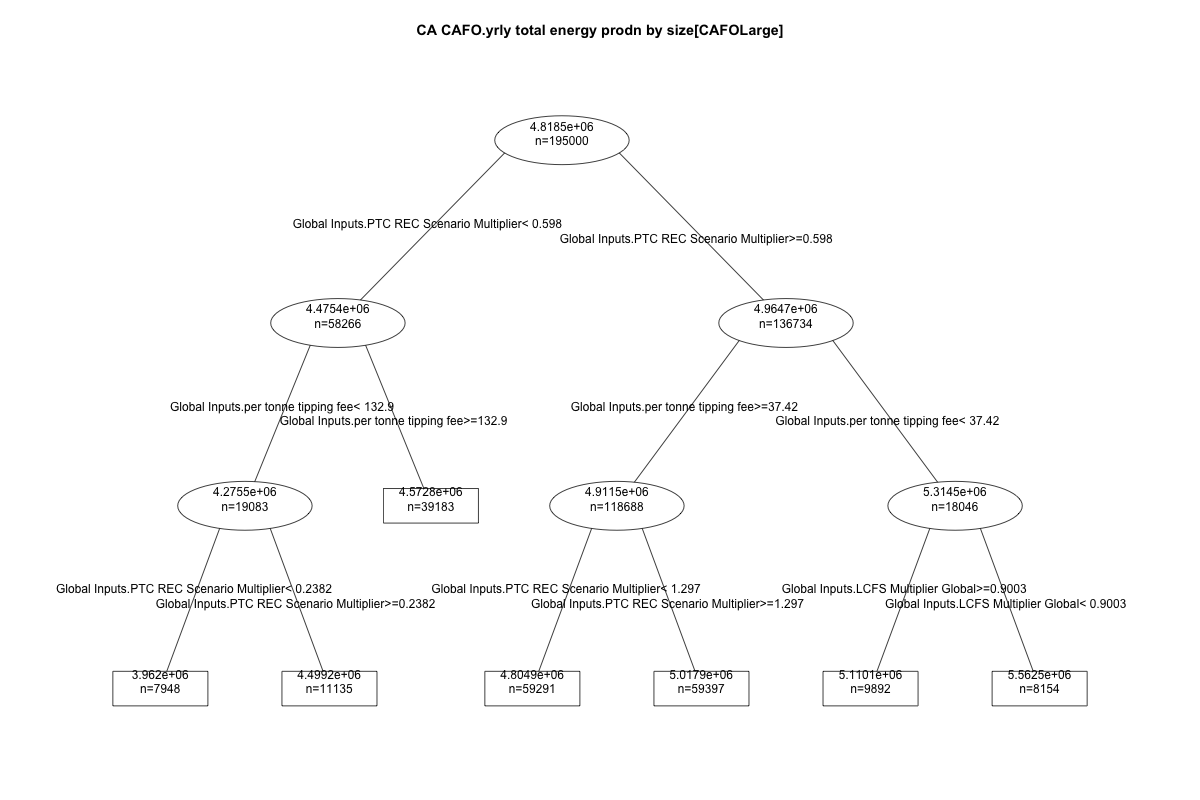 CA CAFO.yrly total energy prodn by size[CAFOLarge]
4.8185e+06
n=195000
Global Inputs.PTC REC Scenario Multiplier< 0.598
Global Inputs.PTC REC Scenario Multiplier>=0.598
4.4754e+06
n=58266
4.9647e+06
n=136734
Global Inputs.per tonne tipping fee< 132.9
Global Inputs.per tonne tipping fee>=132.9
Global Inputs.per tonne tipping fee>=37.42
Global Inputs.per tonne tipping fee< 37.42
4.2755e+06
n=19083
4.5728e+06
n=39183
4.9115e+06
n=118688
5.3145e+06
n=18046
Global Inputs.PTC REC Scenario Multiplier< 0.2382
Global Inputs.PTC REC Scenario Multiplier>=0.2382
Global Inputs.PTC REC Scenario Multiplier< 1.297
Global Inputs.PTC REC Scenario Multiplier>=1.297
Global Inputs.LCFS Multiplier Global>=0.9003
Global Inputs.LCFS Multiplier Global< 0.9003
3.962e+06
n=7948
4.4992e+06
n=11135
4.8049e+06
n=59291
5.0179e+06
n=59397
5.1101e+06
n=9892
5.5625e+06
n=8154